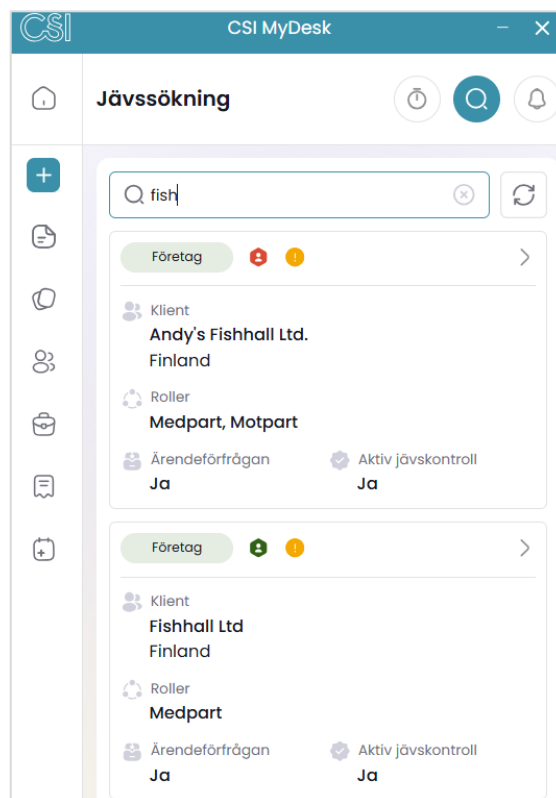 CSI
CSI MyDesk
Jävssökning
fish
Företag
Klient
Andy's Fishhall Ltd.
Finland
Roller
Medpart, Motpart
Ärendeförfrågan Aktiv jävskontroll
Ja Ja
Företag
Klient
Fishhall Ltd
Finland
Roller
Medpart
Ärendeförfrågan Aktiv jävskontroll
Ja Ja